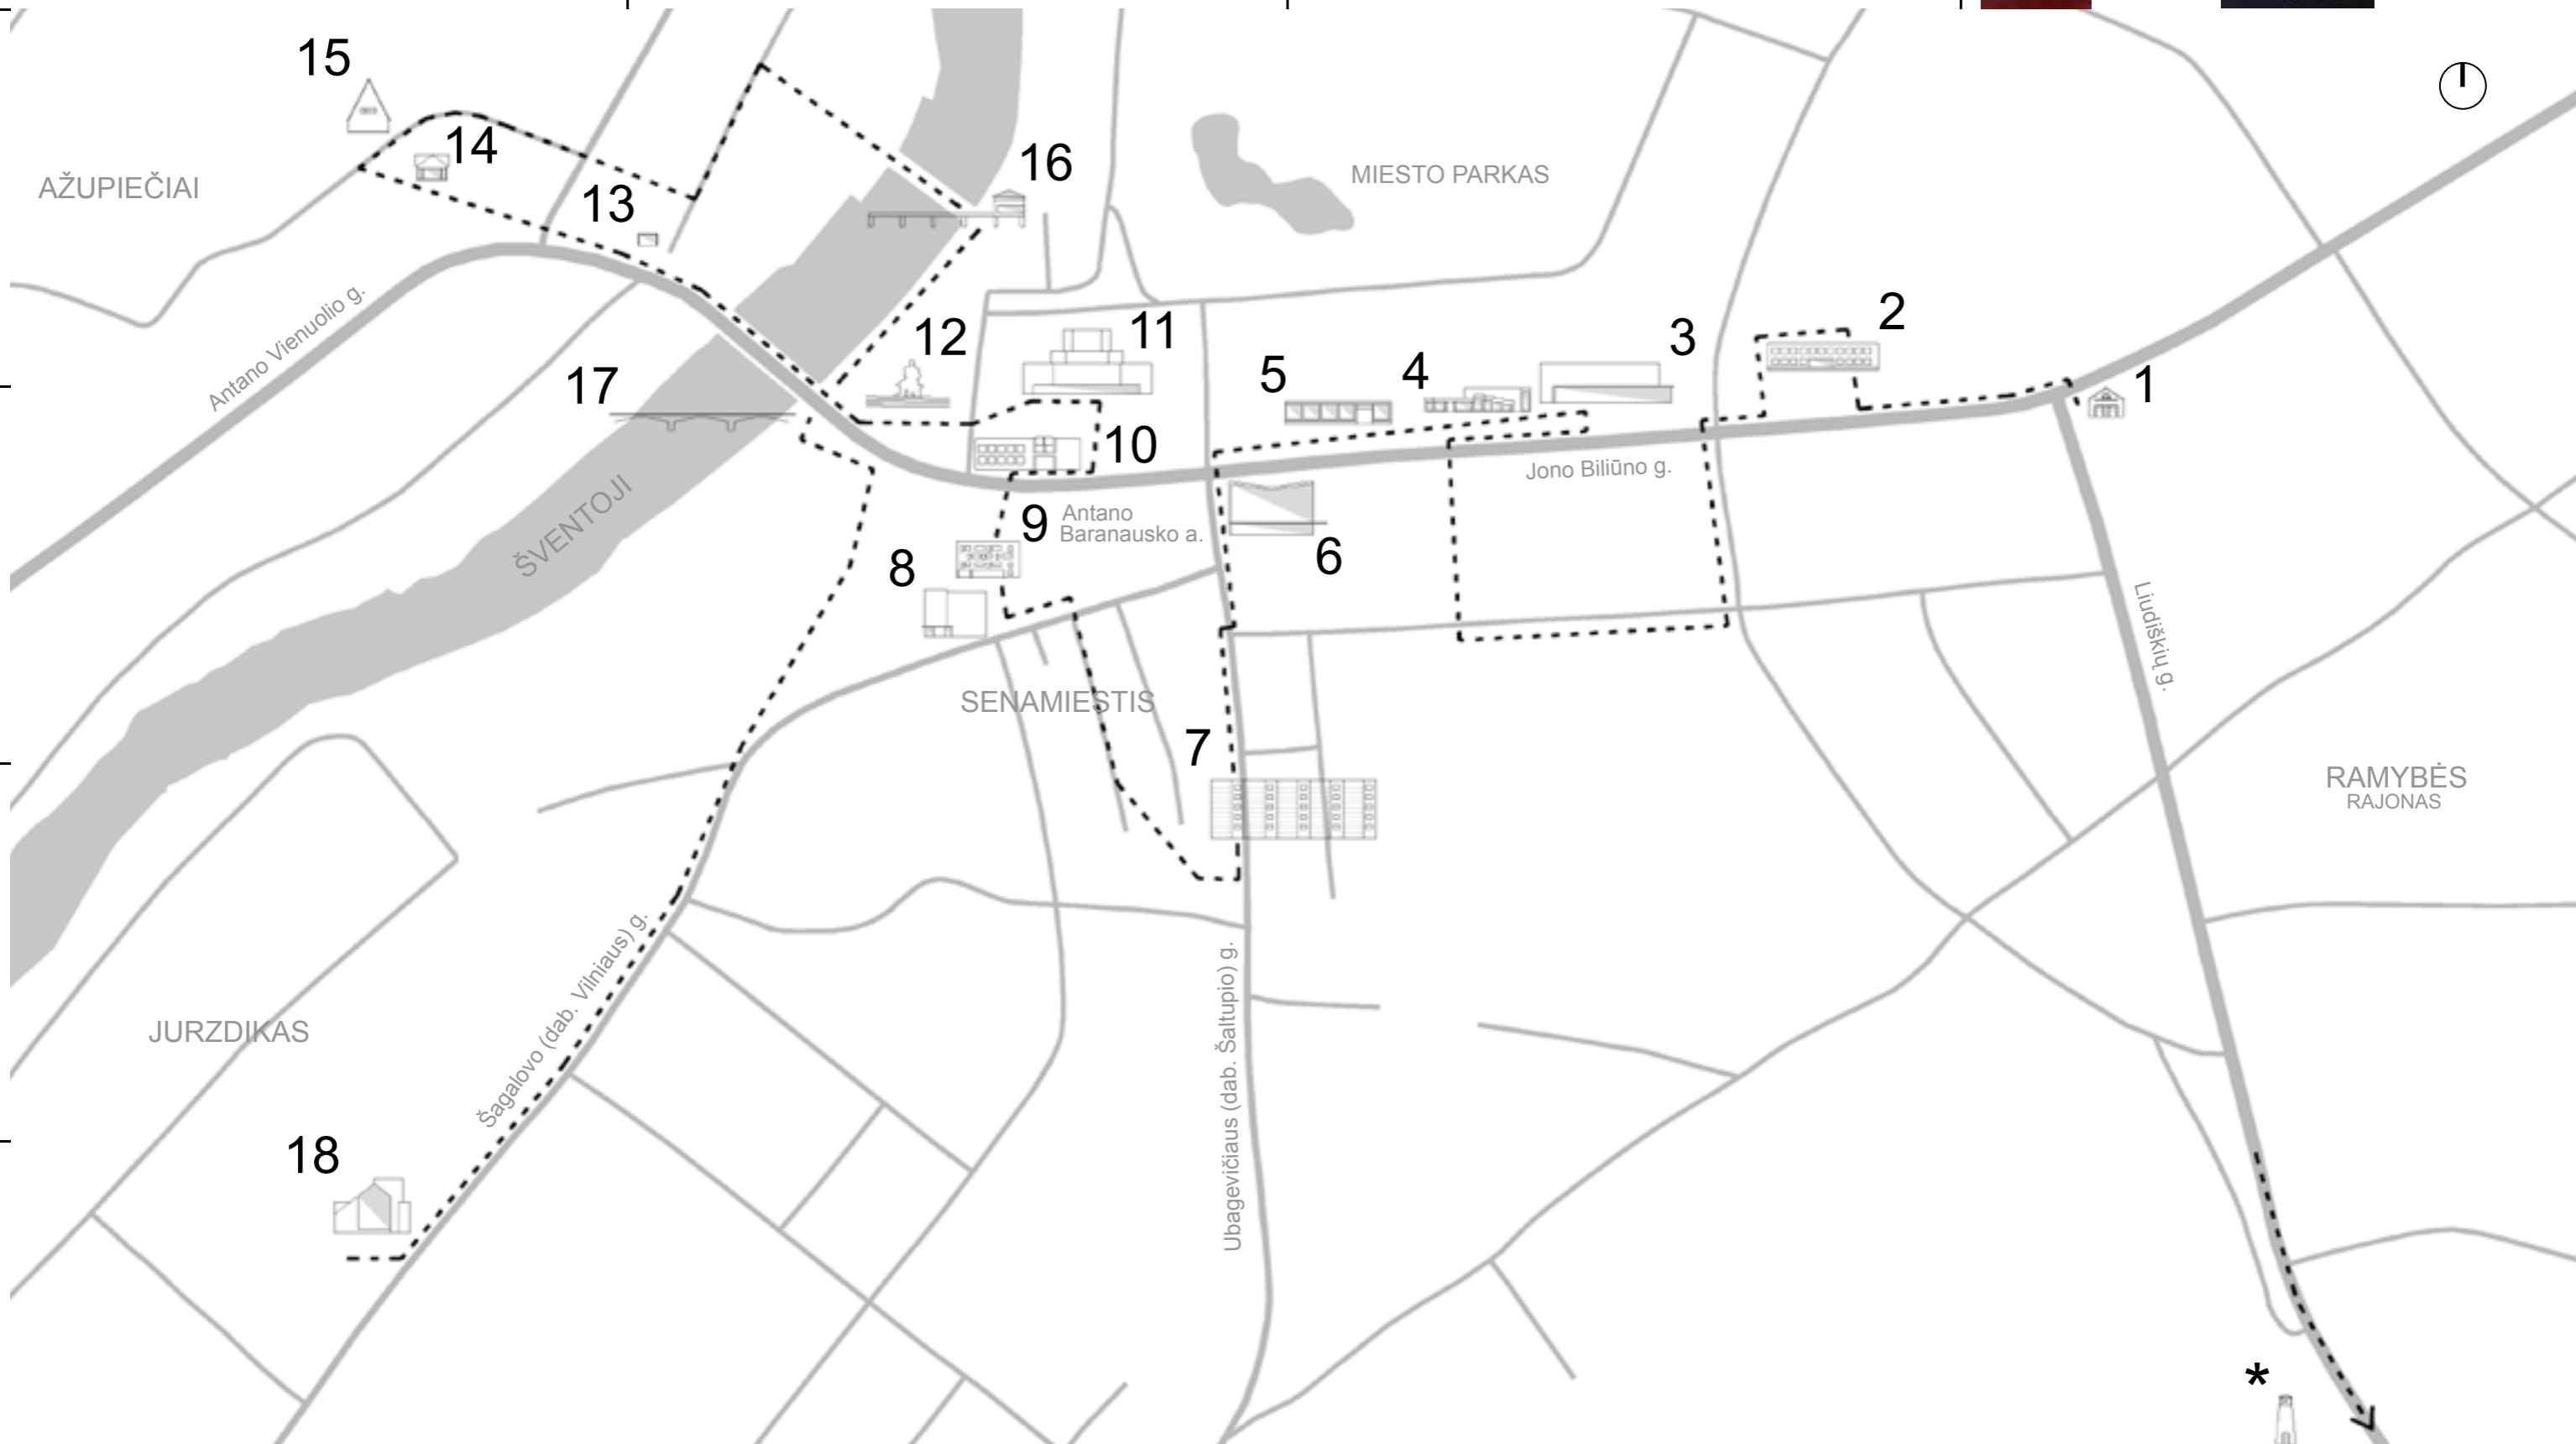 15
14
AŽUPIEČIAI
13
16
MIESTO PARKAS
Antano Vienuolio g.
17
12
11
5
4
3
2
1
10
Jono Biliūno g.
ŠVENTOJI
9
Antano
Baranausko a.
8
6
Liudiškių g.
SENAMIESTIS
7
RAMYBĖS
RAJONAS
JURZDIKAS
Šagalovo (dab. Vilniaus) g.
Ubagevičiaus (dab. Šaltupio) g.
18
*